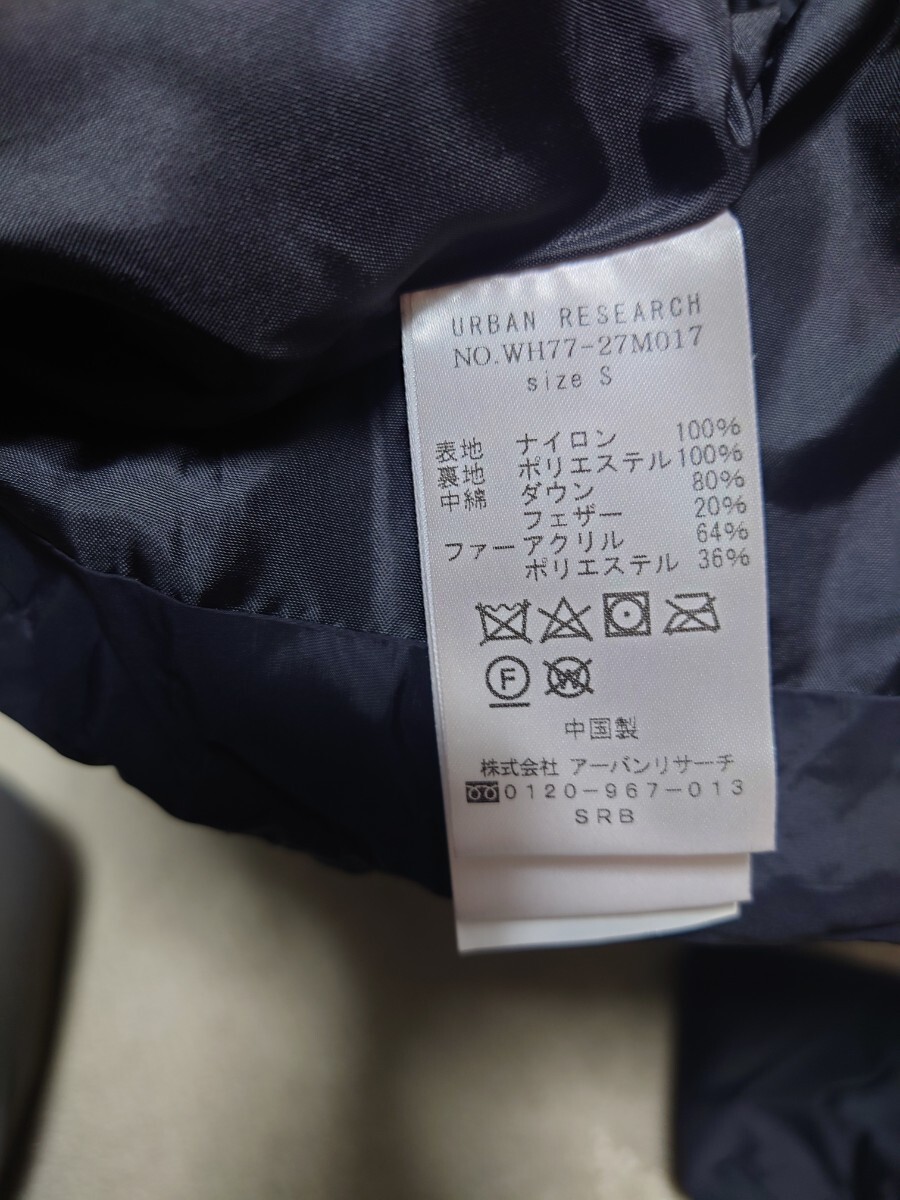 URBAN RESEARCH
NO.WH77-27M017
size S
表地 ナイロン 100%
裏地 ポリエステル 100%
中綿 ダウン 80%
フェザー 20%
ファー アクリル 64%
ポリエステル 36%
F W
中国製
株式会社 アーバンリサーチ
0120-967-013
SRB